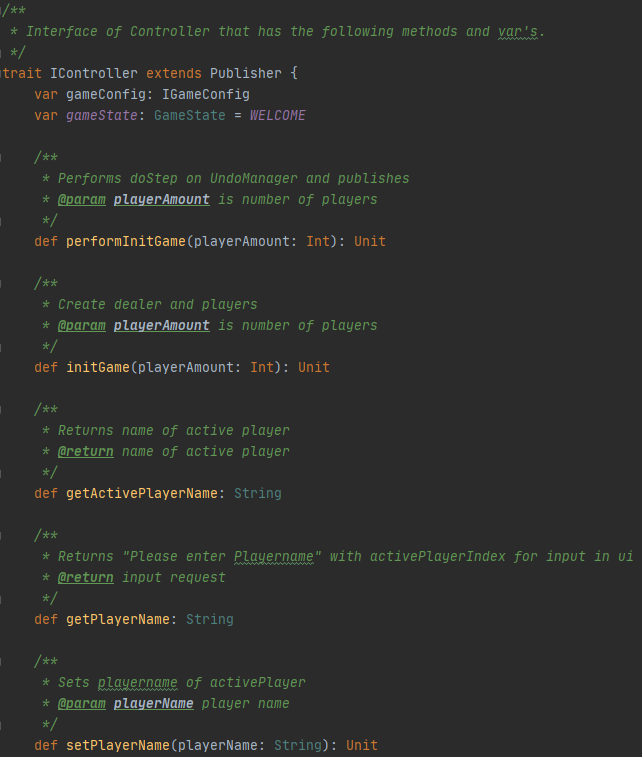 /**
 * Interface of Controller that has the following methods and var's.
 */
trait IController extends Publisher {
    var gameConfig: IGameConfig
    var gameState: GameState = WELCOME

    /**
     * Performs doStep on UndoManager and publishes
     * @param playerAmount is number of players
     */
    def performInitGame(playerAmount: Int): Unit

    /**
     * Create dealer and players
     * @param playerAmount is number of players
     */
    def initGame(playerAmount: Int): Unit

    /**
     * Returns name of active player
     * @return name of active player
     */
    def getActivePlayerName: String

    /**
     * Returns "Please enter Playername" with activePlayerIndex for input in ui
     * @return input request
     */
    def getPlayerName: String

    /**
     * Sets playername of activePlayer
     * @param playerName player name
     */
    def setPlayerName(playerName: String): Unit